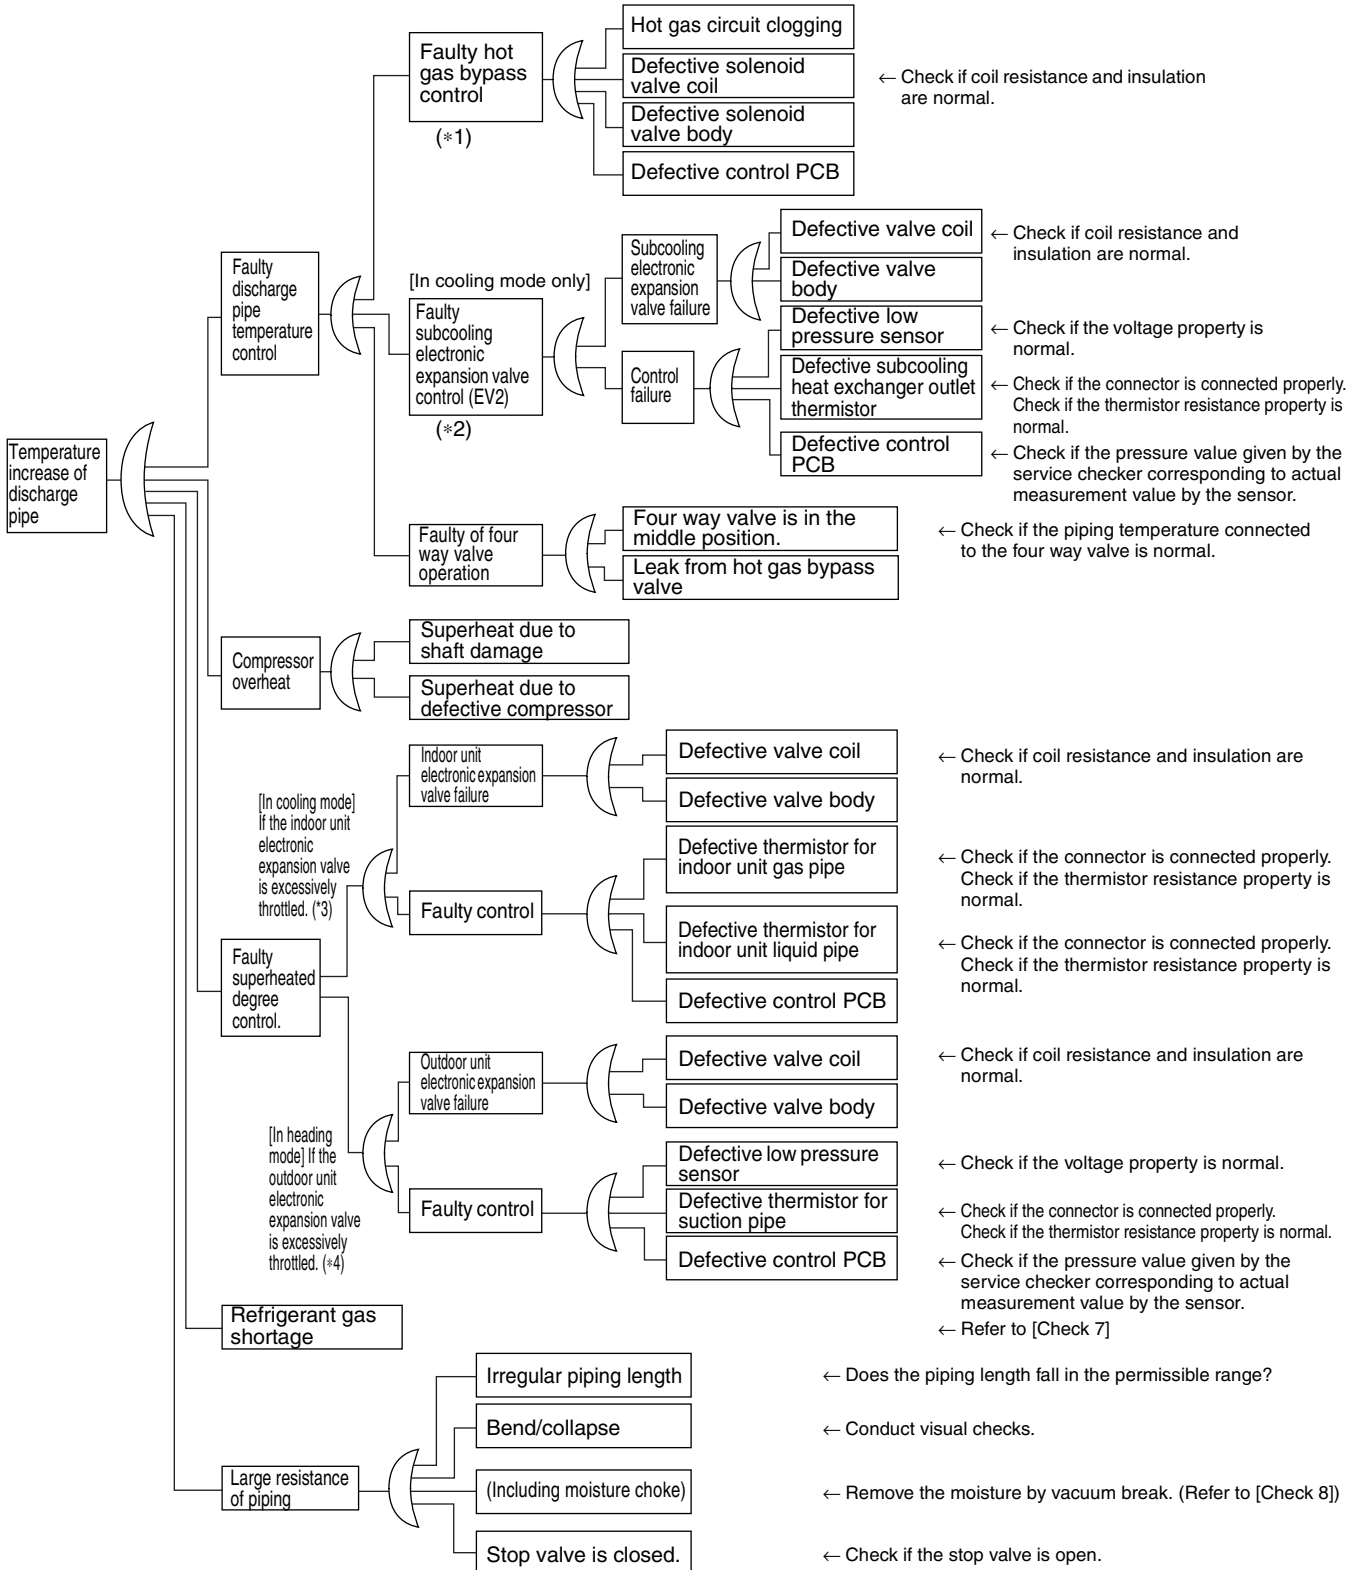 Hot gas circuit clogging
Faulty hot
gas bypass
control
(*1)
Defective solenoid
valve coil
← Check if coil resistance and insulation
are normal.
Defective solenoid
valve body
Defective control PCB
Faulty
discharge
pipe
temperature
control
[In cooling mode only]
Faulty
subcooling
electronic
expansion valve
control (EV2)
(*2)
Subcooling
electronic
expansion
valve failure
Defective valve coil
← Check if coil resistance and
insulation are normal.
Defective valve
body
Control
failure
Defective low
pressure sensor
← Check if the voltage property is
normal.
Defective subcooling
heat exchanger outlet
thermistor
← Check if the connector is connected properly.
Check if the thermistor resistance property is
normal.
Defective control
PCB
← Check if the pressure value given by the
service checker corresponding to actual
measurement value by the sensor.
Temperature
increase of
discharge
pipe
Faulty of four
way valve
operation
Four way valve is in the
middle position.
← Check if the piping temperature connected
to the four way valve is normal.
Leak from hot gas bypass
valve
Compressor
overheat
Superheat due to
shaft damage
Superheat due to
defective compressor
Faulty
superheated
degree
control.
[In cooling mode]
If the indoor unit
electronic
expansion valve
is excessively
throttled. (*3)
Indoor unit
electronic expansion
valve failure
Defective valve coil
← Check if coil resistance and insulation are
normal.
Defective valve body
Faulty control
Defective thermistor for
indoor unit gas pipe
← Check if the connector is connected properly.
Check if the thermistor resistance property is
normal.
Defective thermistor for
indoor unit liquid pipe
← Check if the connector is connected properly.
Check if the thermistor resistance property is
normal.
Defective control PCB
[In heading
mode] If the
outdoor unit
electronic
expansion valve
is excessively
throttled. (*4)
Outdoor unit
electronic expansion
valve failure
Defective valve coil
← Check if coil resistance and insulation are
normal.
Defective valve body
Faulty control
Defective low pressure
sensor
← Check if the voltage property is normal.
Defective thermistor for
suction pipe
← Check if the connector is connected properly.
Check if the thermistor resistance property is normal.
Defective control PCB
← Check if the pressure value given by the
service checker corresponding to actual
measurement value by the sensor.
Refrigerant gas
shortage
← Refer to [Check 7]
Large resistance
of piping
Irregular piping length
← Does the piping length fall in the permissible range?
Bend/collapse
← Conduct visual checks.
(Including moisture choke)
← Remove the moisture by vacuum break. (Refer to [Check 8])
Stop valve is closed.
← Check if the stop valve is open.